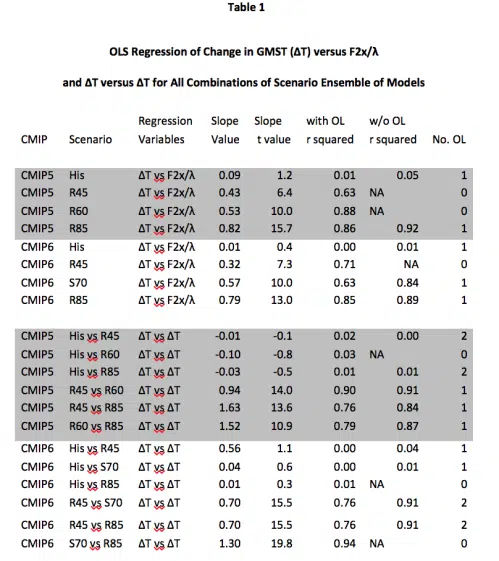 Table 1
OLS Regression of Change in GMST (ΔT) versus F2x/λ
and ΔT versus ΔT for All Combinations of Scenario Ensemble of Models
Regression Slope Slope with OL w/o OL
CMIP Scenario Variables Value t value r squared r squared No. OL
CMIP5 His ΔT vs F2x/λ 0.09 1.2 0.01 0.05 1
CMIP5 R45 ΔT vs F2x/λ 0.43 6.4 0.63 NA 0
CMIP5 R60 ΔT vs F2x/λ 0.53 10.0 0.88 NA 0
CMIP5 R85 ΔT vs F2x/λ 0.82 15.7 0.86 0.92 1
CMIP6 His ΔT vs F2x/λ 0.01 0.4 0.00 0.01 1
CMIP6 R45 ΔT vs F2x/λ 0.32 7.3 0.71 NA 0
CMIP6 S70 ΔT vs F2x/λ 0.57 10.0 0.63 0.84 1
CMIP6 R85 ΔT vs F2x/λ 0.79 13.0 0.85 0.89 1
CMIP5 His vs R45 ΔT vs ΔT -0.01 -0.1 0.02 0.00 2
CMIP5 His vs R60 ΔT vs ΔT -0.10 -0.8 0.03 NA 0
CMIP5 His vs R85 ΔT vs ΔT -0.03 -0.5 0.01 0.01 2
CMIP5 R45 vs R60 ΔT vs ΔT 0.94 14.0 0.90 0.91 1
CMIP5 R45 vs R85 ΔT vs ΔT 1.63 13.6 0.76 0.84 1
CMIP5 R60 vs R85 ΔT vs ΔT 1.52 10.9 0.79 0.87 1
CMIP6 His vs R45 ΔT vs ΔT 0.56 1.1 0.00 0.04 1
CMIP6 His vs S70 ΔT vs ΔT 0.04 0.6 0.00 0.01 1
CMIP6 His vs R85 ΔT vs ΔT 0.01 0.3 0.01 NA 0
CMIP6 R45 vs S70 ΔT vs ΔT 0.70 15.5 0.76 0.91 2
CMIP6 R45 vs R85 ΔT vs ΔT 0.70 15.5 0.76 0.91 2
CMIP6 S70 vs R85 ΔT vs ΔT 1.30 19.8 0.94 NA 0